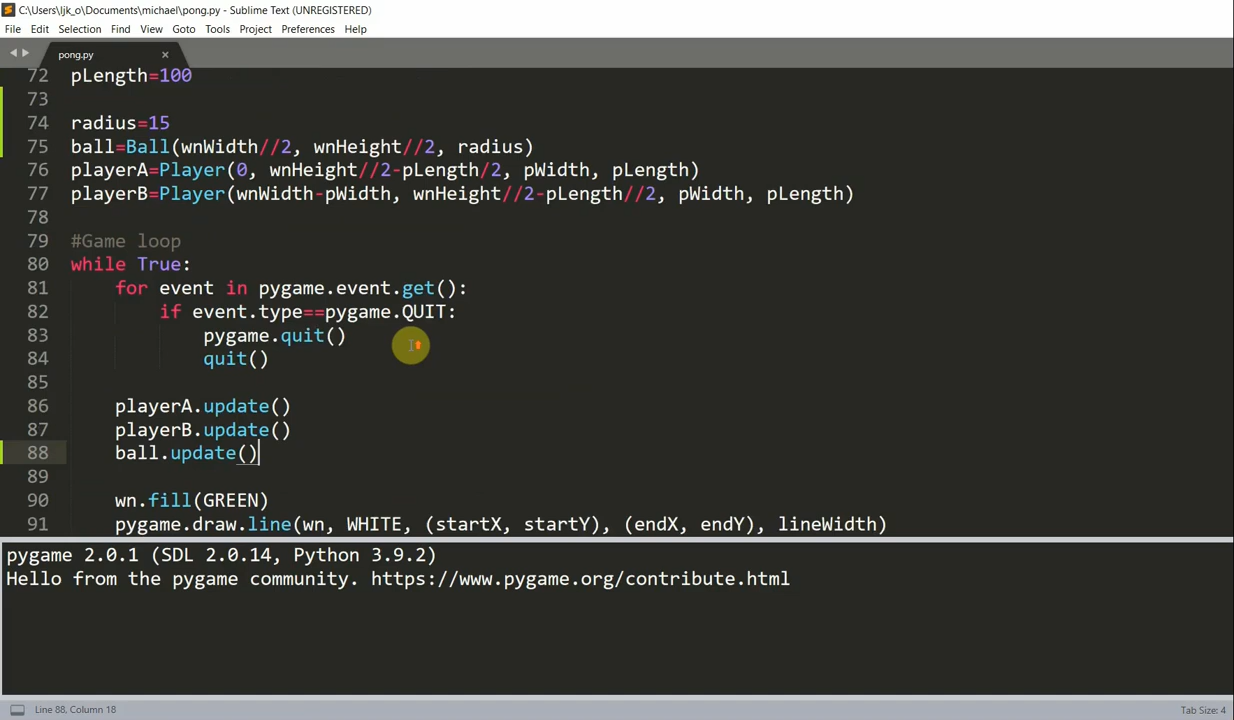 C:\Users\ljk_o\Documents\michael\pong.py - Sublime Text (UNREGISTERED)
File Edit Selection Find View Goto Tools Project Preferences Help
pong.py ×
72 pLength=100
73
74 radius=15
75 ball=Ball(wnWidth//2, wnHeight//2, radius)
76 playerA=Player(0, wnHeight//2-pLength/2, pWidth, pLength)
77 playerB=Player(wnWidth-pWidth, wnHeight//2-pLength//2, pWidth, pLength)
78
79 #Game loop
80 while True:
81 for event in pygame.event.get():
82 if event.type==pygame.QUIT:
83 pygame.quit()
84 quit()
85
86 playerA.update()
87 playerB.update()
88 ball.update()
89
90 wn.fill(GREEN)
91 pygame.draw.line(wn, WHITE, (startX, startY), (endX, endY), lineWidth)
pygame 2.0.1 (SDL 2.0.14, Python 3.9.2)
Hello from the pygame community. https://www.pygame.org/contribute.html
Line 88, Column 18 Tab Size: 4